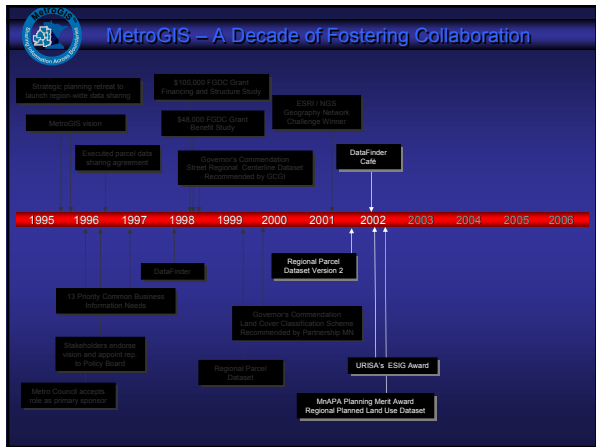 MetroGIS
Sharing Information Across Boundaries
MetroGIS – A Decade of Fostering Collaboration
Strategic planning retreat to
launch region-wide data sharing
MetroGIS vision
Executed parcel data
sharing agreement
$100,000 FGDC Grant
Financing and Structure Study
$48,000 FGDC Grant
Benefit Study
Governor's Commendation
Street Regional Centerline Dataset
Recommended by GCGI
ESRI / NGS
Geography Network
Challenge Winner
DataFinder
Café
1995 1996 1997 1998 1999 2000 2001 2002 2003 2004 2005 2006
DataFinder
13 Priority Common Business
Information Needs
Stakeholders endorse
vision and appoint rep
to Policy Board
Metro Council accepts
role as primary sponsor
Regional Parcel
Dataset Version 2
Governor's Commendation
Land Cover Classification Scheme
Recommended by Partnership MN
Regional Parcel
Dataset
URISA's ESIG Award
MnAPA Planning Merit Award
Regional Planned Land Use Dataset